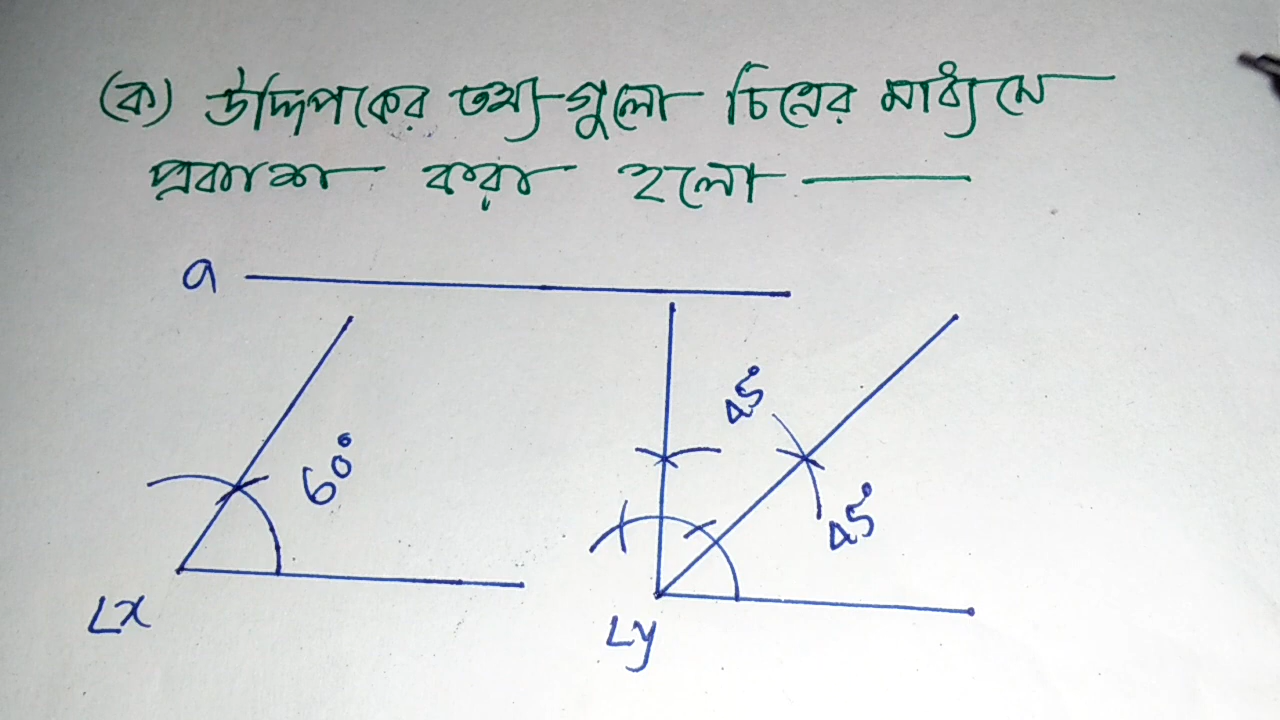 (ক) উদ্দিপকের তথ্যগুলো চিত্রের মাধ্যমে
প্রকাশ করা হলো —
a
60°
45°
45°
∠x
∠y